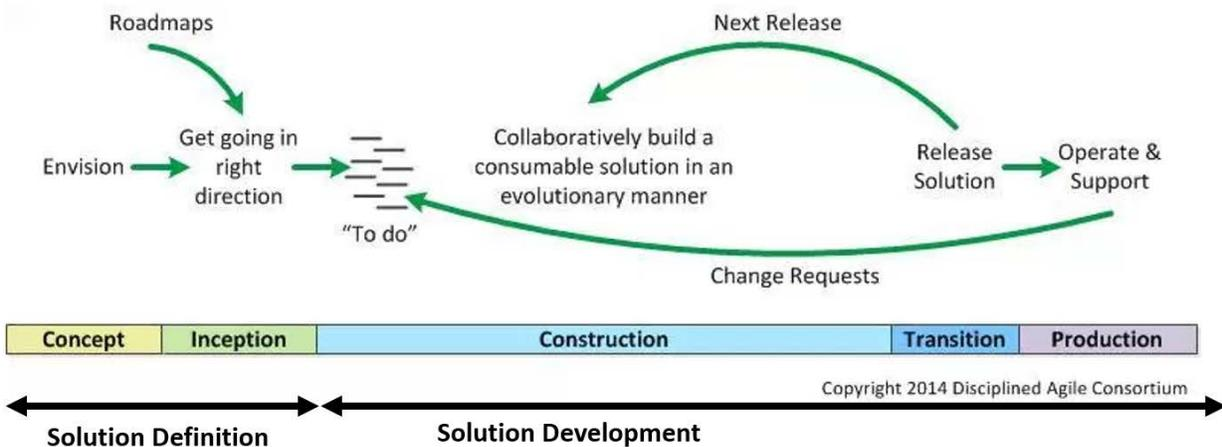 Roadmaps
Next Release
Envision
Get going in
right
direction
“To do”
Collaboratively build a
consumable solution in an
evolutionary manner
Release
Solution
Operate &
Support
Change Requests
Concept
Inception
Construction
Transition
Production
Copyright 2014 Disciplined Agile Consortium
Solution Definition
Solution Development